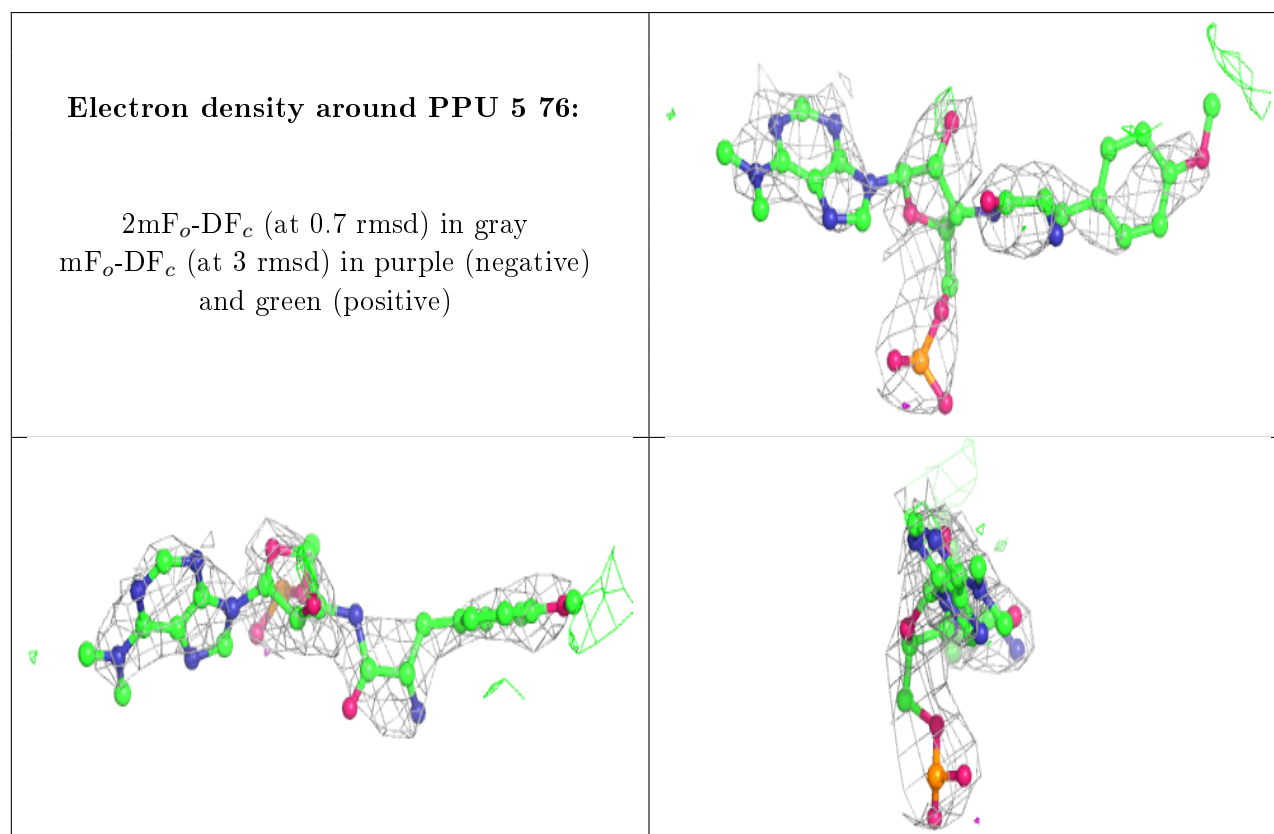 Electron density around PPU 5 76:
2mFₒ-DF𝒸 (at 0.7 rmsd) in gray
mFₒ-DF𝒸 (at 3 rmsd) in purple (negative)
and green (positive)